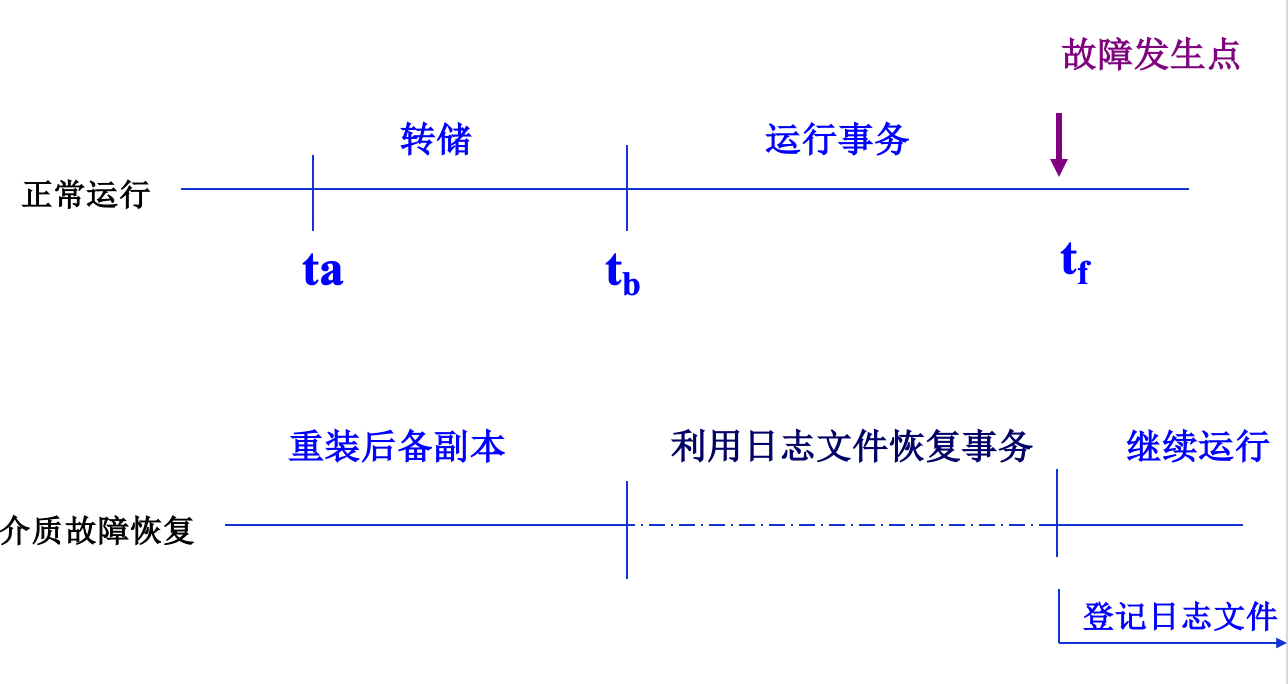 故障发生点
转储
运行事务
正常运行
ta
tb
tf
重装后备副本
利用日志文件恢复事务
继续运行
介质故障恢复
登记日志文件